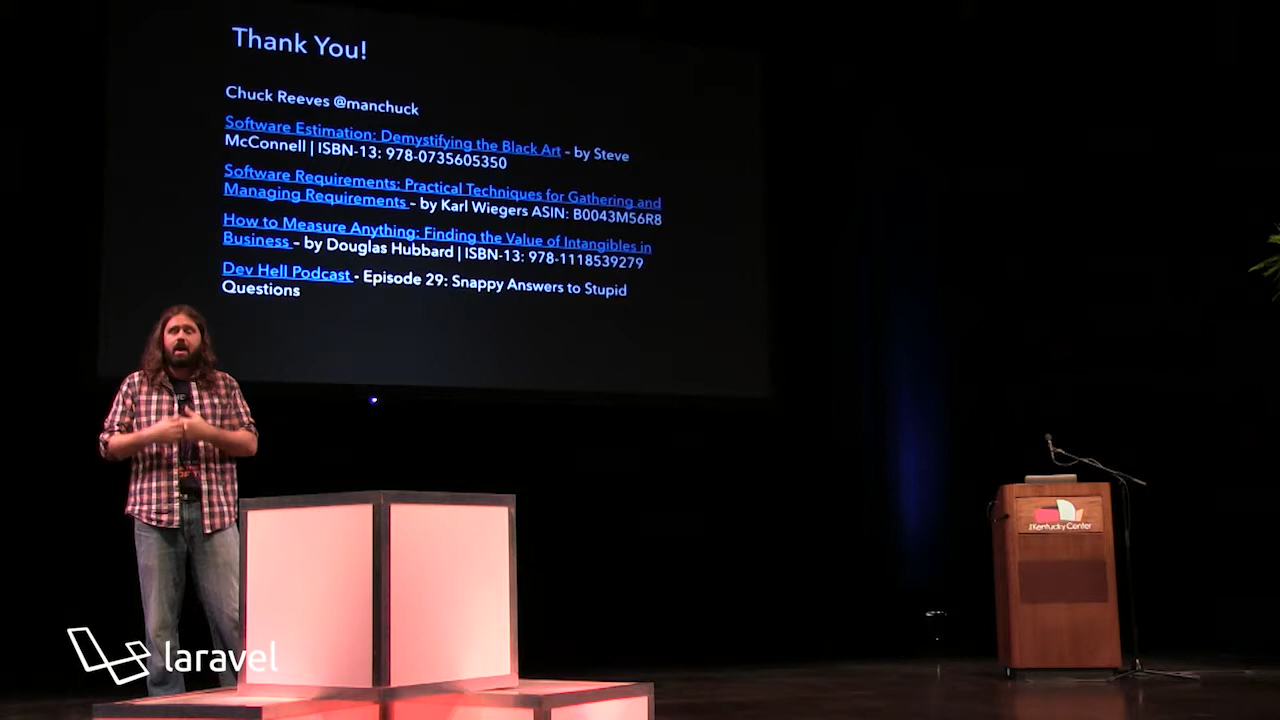 Thank You!
Chuck Reeves @manchuck
Software Estimation: Demystifying the Black Art – by Steve
McConnell | ISBN-13: 978-0735605350
Software Requirements: Practical Techniques for Gathering and
Managing Requirements – by Karl Wiegers ASIN: B0043M56R8
How to Measure Anything: Finding the Value of Intangibles in
Business – by Douglas Hubbard | ISBN-13: 978-1118539279
Dev Hell Podcast - Episode 29: Snappy Answers to Stupid
Questions
The Kentucky Center
laravel